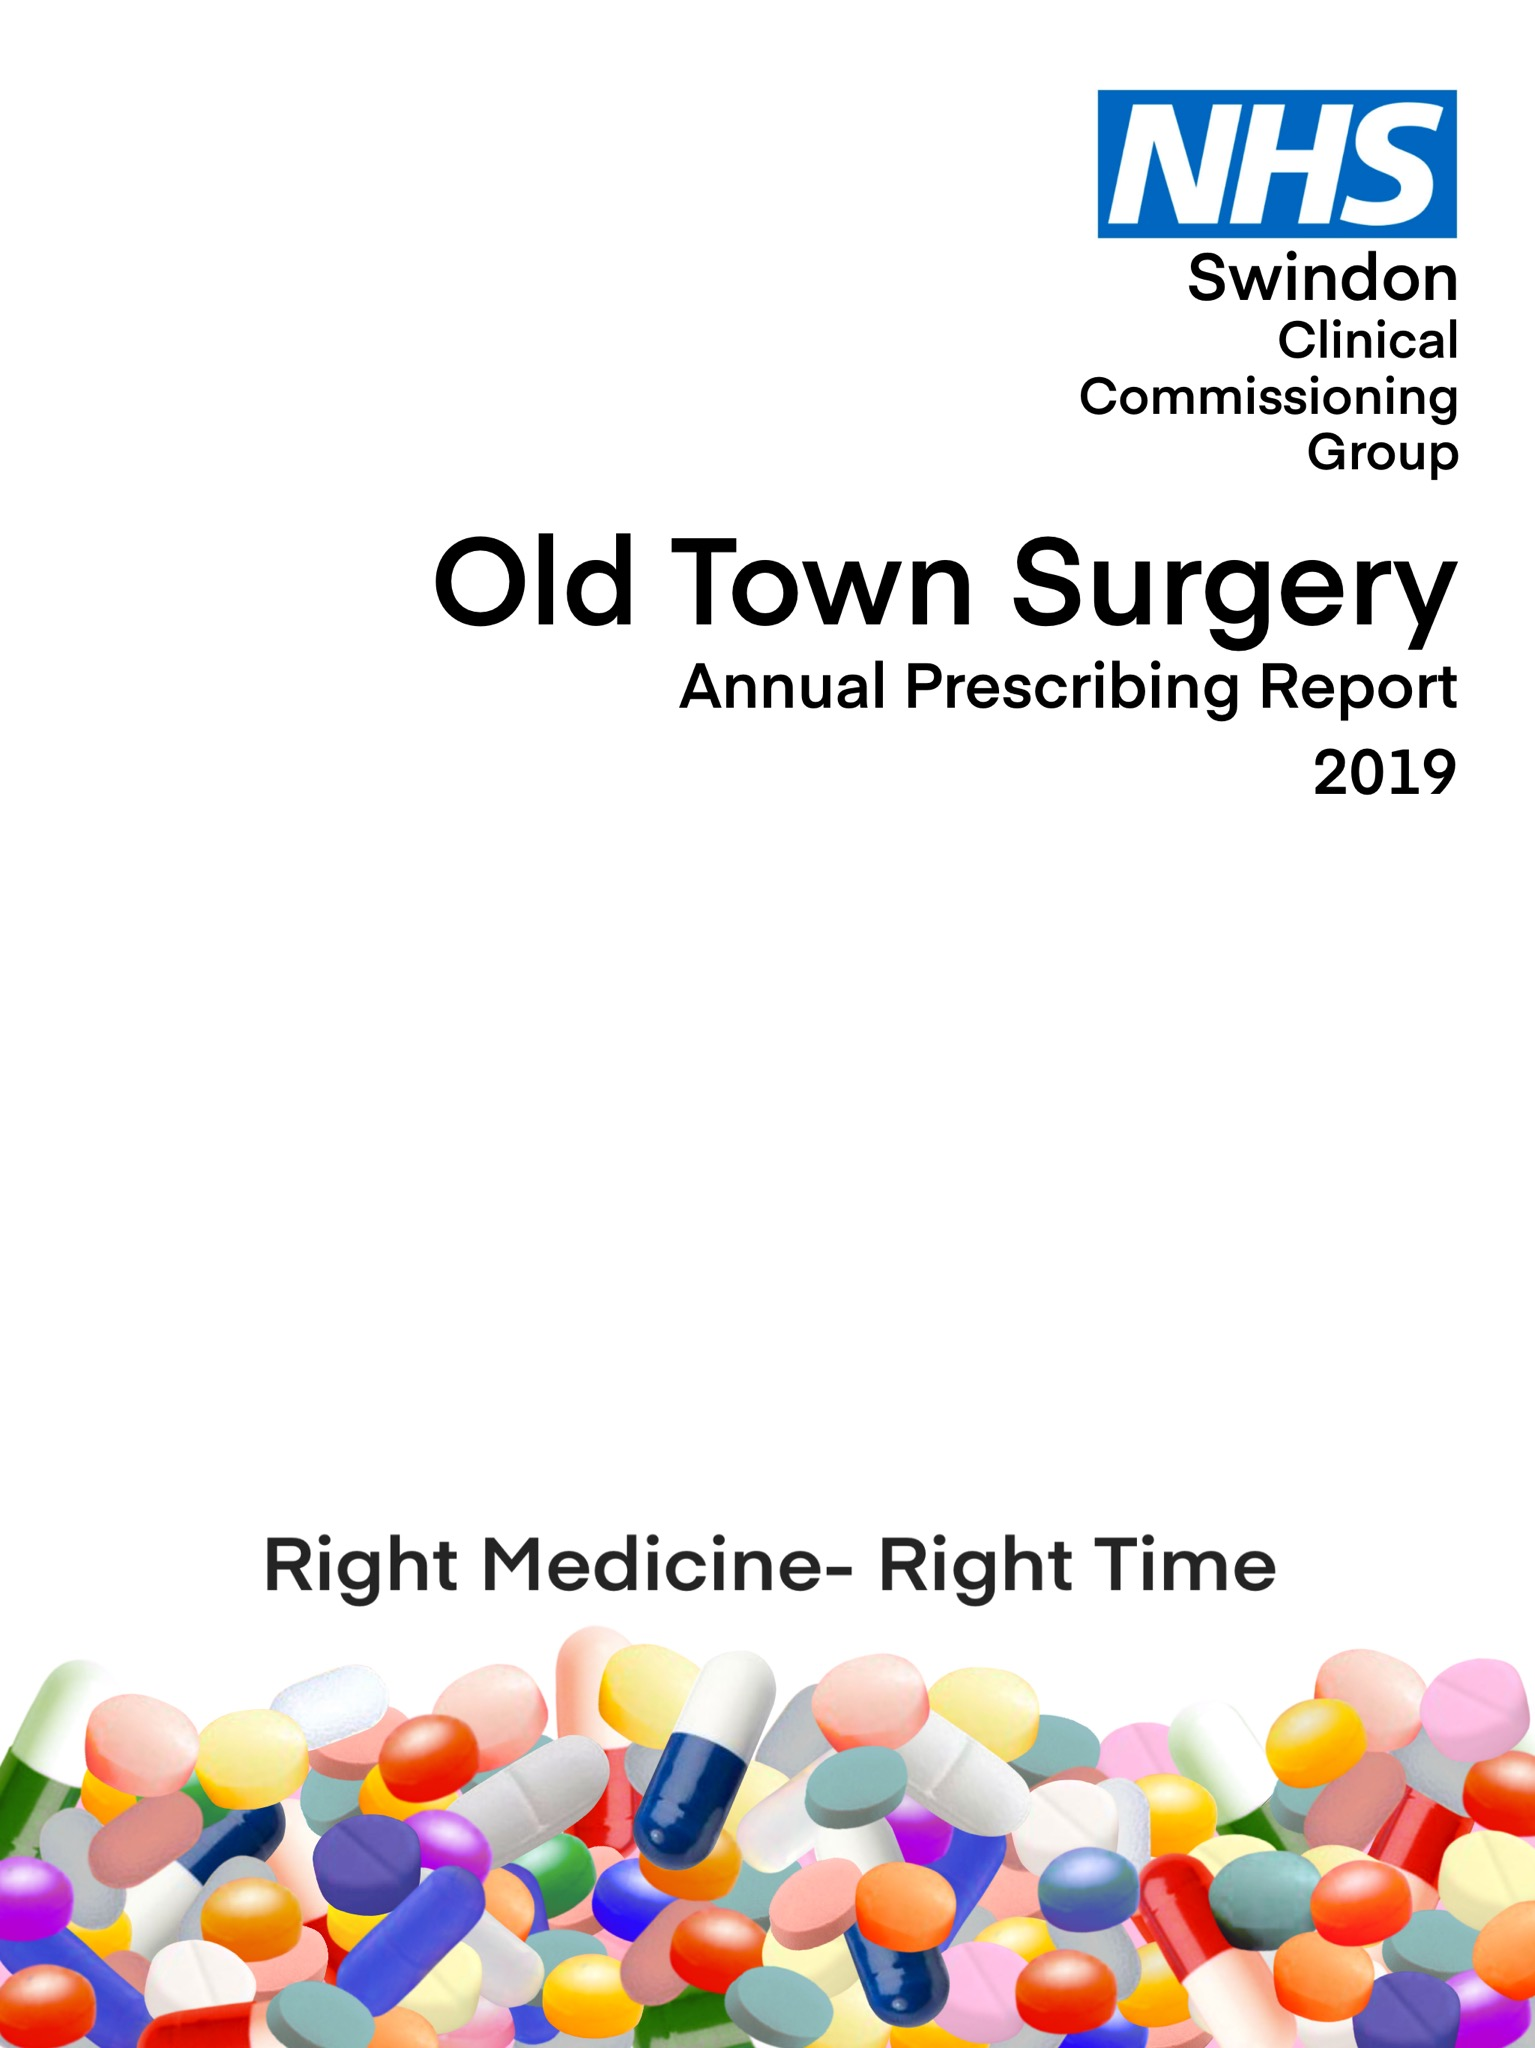 NHS
Swindon
Clinical
Commissioning
Group
Old Town Surgery
Annual Prescribing Report
2019
Right Medicine- Right Time